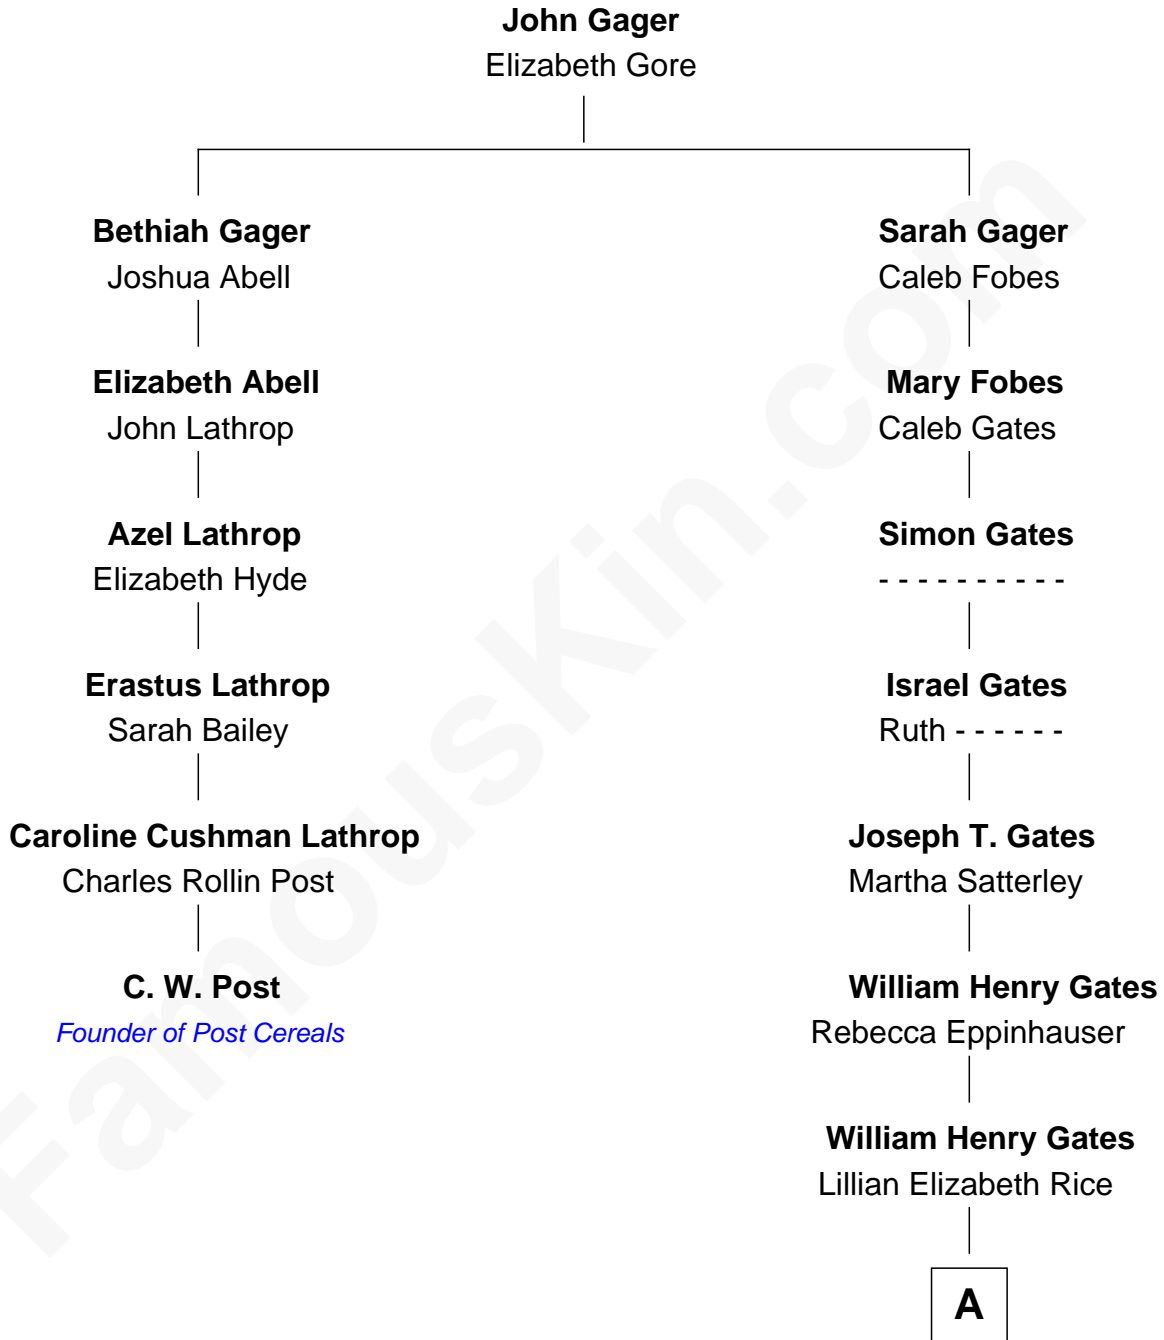 John Gager
Elizabeth Gore
Bethiah Gager
Joshua Abell
Elizabeth Abell
John Lathrop
Azel Lathrop
Elizabeth Hyde
Erastus Lathrop
Sarah Bailey
Caroline Cushman Lathrop
Charles Rollin Post
C. W. Post
Founder of Post Cereals
Sarah Gager
Caleb Fobes
Mary Fobes
Caleb Gates
Simon Gates
- - - - - - - - - -
Israel Gates
Ruth - - - - - -
Joseph T. Gates
Martha Satterley
William Henry Gates
Rebecca Eppinhauser
William Henry Gates
Lillian Elizabeth Rice
A
FamousKin.com